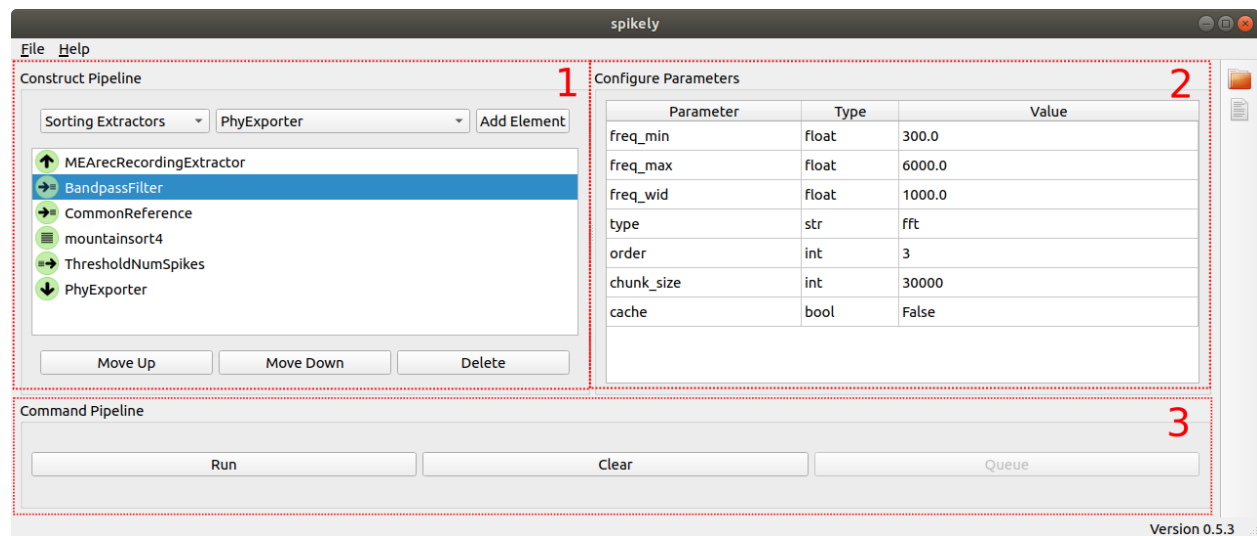 spikely
File Help
Construct Pipeline
1
Sorting Extractors PhyExporter Add Element
MEArecRecordingExtractor
BandpassFilter
CommonReference
mountainsort4
ThresholdNumSpikes
PhyExporter
Move Up Move Down Delete
Configure Parameters
2
Parameter Type Value
freq_min float 300.0
freq_max float 6000.0
freq_wid float 1000.0
type str fft
order int 3
chunk_size int 30000
cache bool False
Command Pipeline
3
Run Clear Queue
Version 0.5.3